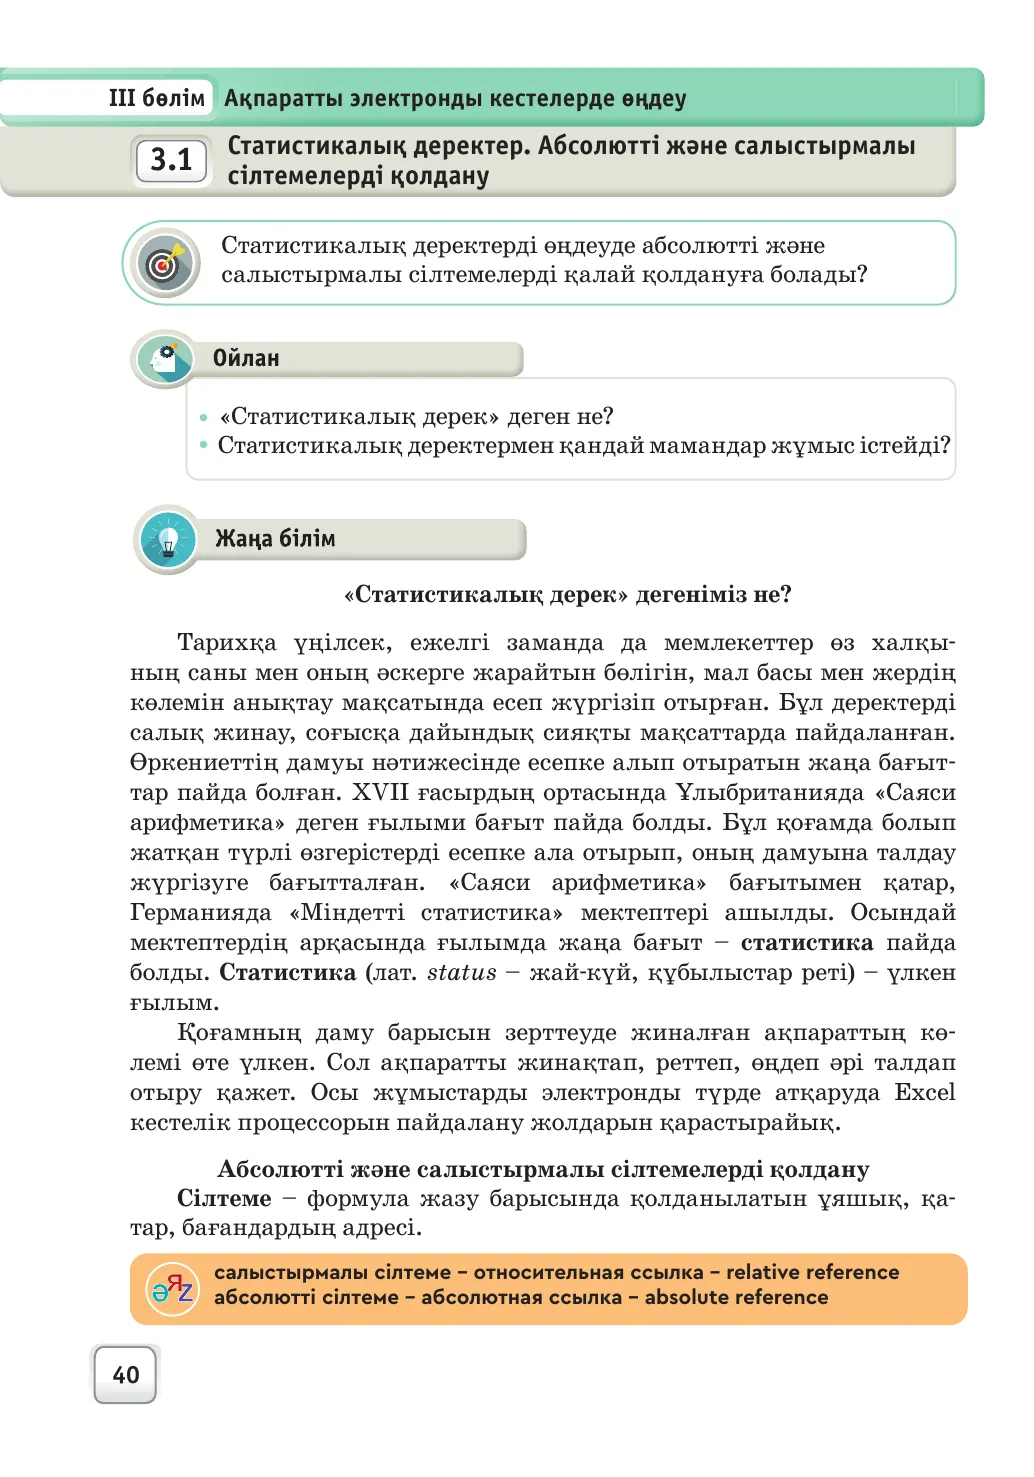 III бөлім Ақпаратты электронды кестелерде өңдеу
3.1
Статистикалық деректер. Абсолютті және салыстырмалы
сілтемелерді қолдану
Статистикалық деректерді өңдеуде абсолютті және
салыстырмалы сілтемелерді қалай қолдануға болады?
Ойлан
• «Статистикалық дерек» деген не?
• Статистикалық деректермен қандай мамандар жұмыс істейді?
Жаңа білім
«Статистикалық дерек» дегеніміз не?
Тарихқа үңілсек, ежелгі заманда да мемлекеттер өз халқы-
ның саны мен оның әскерге жарайтын бөлігін, мал басы мен жердің
көлемін анықтау мақсатында есеп жүргізіп отырған. Бұл деректерді
салық жинау, соғысқа дайындық сияқты мақсаттарда пайдаланған.
Өркениеттің дамуы нәтижесінде есепке алып отыратын жаңа бағыт-
тар пайда болған. XVII ғасырдың ортасында Ұлыбританияда «Саяси
арифметика» деген ғылыми бағыт пайда болды. Бұл қоғамда болып
жатқан түрлі өзгерістерді есепке ала отырып, оның дамуына талдау
жүргізуге бағытталған. «Саяси арифметика» бағытымен қатар,
Германияда «Міндетті статистика» мектептері ашылды. Осындай
мектептердің арқасында ғылымда жаңа бағыт – статистика пайда
болды. Статистика (лат. status – жай-күй, құбылыстар реті) – үлкен
ғылым.
Қоғамның даму барысын зерттеуде жиналған ақпараттың кө-
лемі өте үлкен. Сол ақпаратты жинақтап, реттеп, өңдеп әрі талдап
отыру қажет. Осы жұмыстарды электронды түрде атқаруда Excel
кестелік процессорын пайдалану жолдарын қарастырайық.
Абсолютті және салыстырмалы сілтемелерді қолдану
Сілтеме – формула жазу барысында қолданылатын ұяшық, қа-
тар, бағандардың адресі.
ӘЯZ
салыстырмалы сілтеме – относительная ссылка – relative reference
абсолютті сілтеме – абсолютная ссылка – absolute reference
40